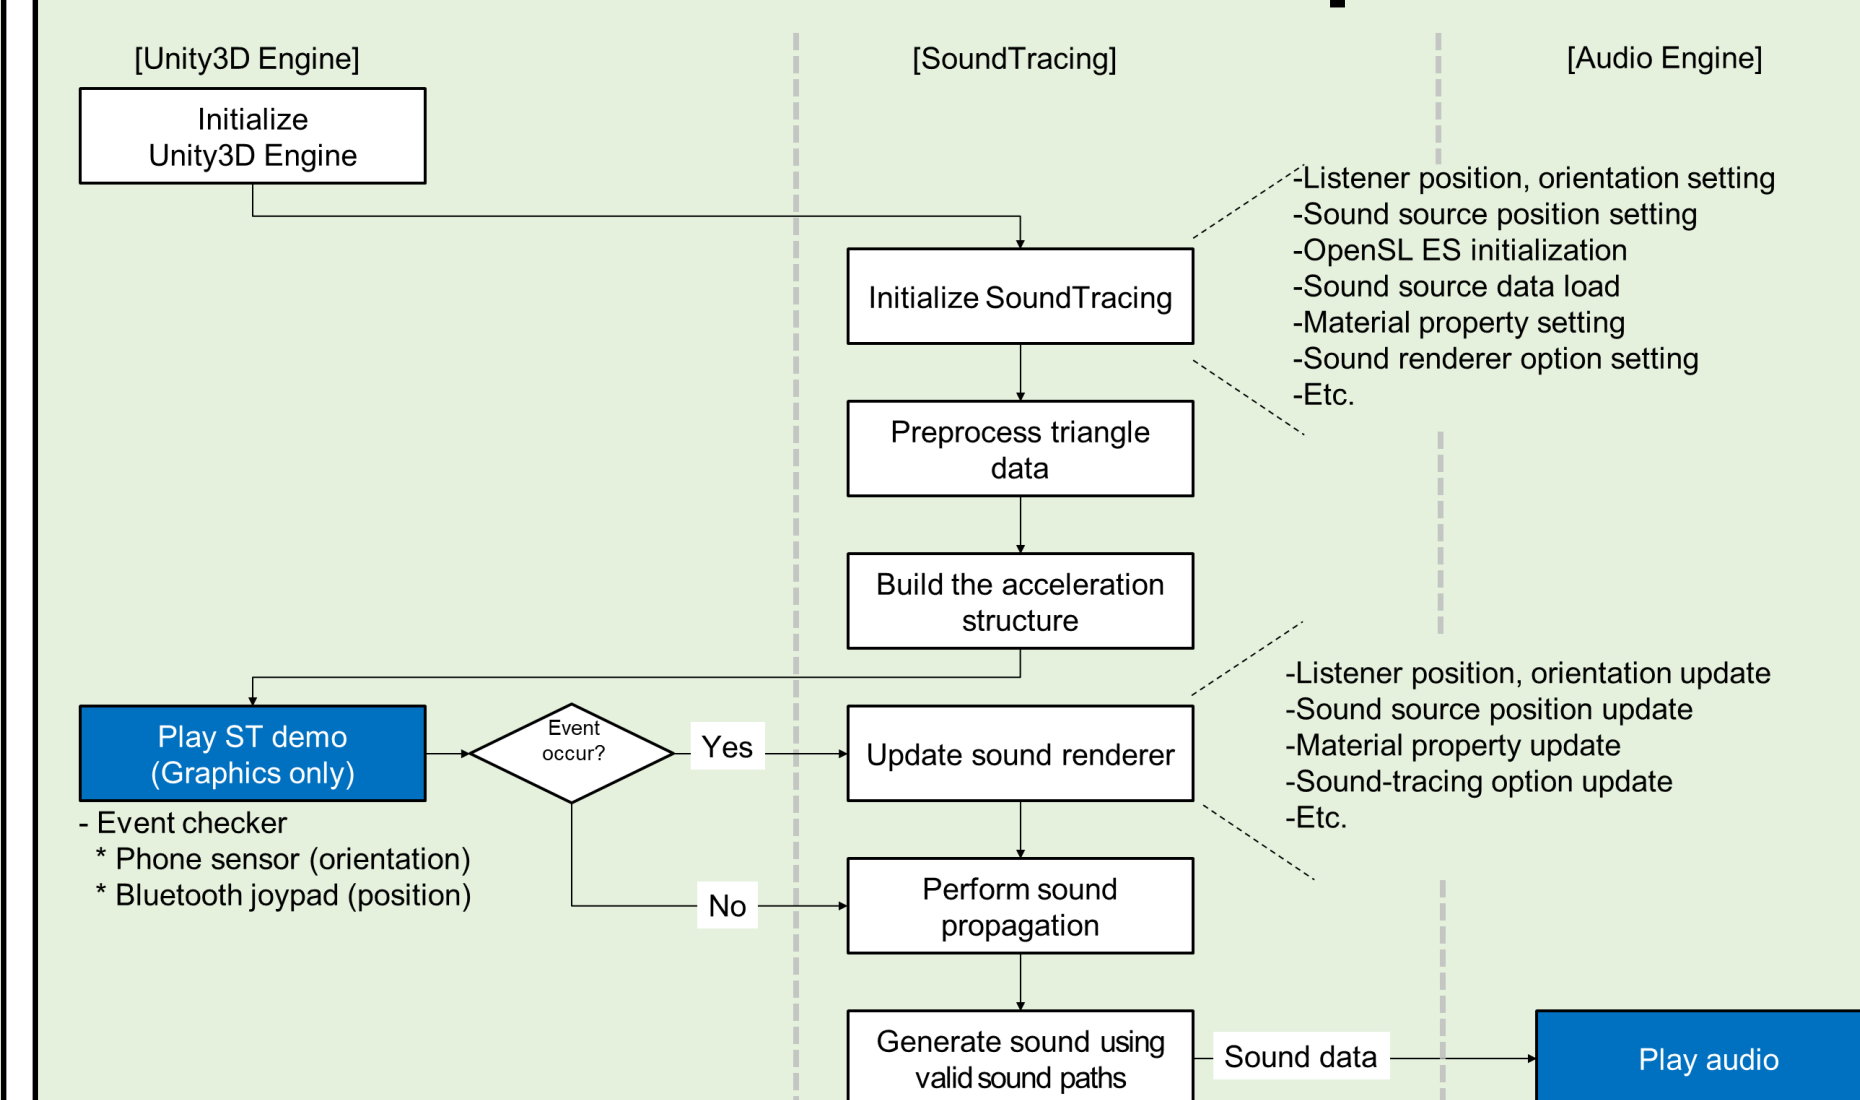 [Unity3D Engine]
[SoundTracing]
[Audio Engine]
Initialize
Unity3D Engine
-Listener position, orientation setting
-Sound source position setting
-OpenSL ES initialization
-Sound source data load
-Material property setting
-Sound renderer option setting
-Etc.
Initialize SoundTracing
Preprocess triangle
data
Build the acceleration
structure
Play ST demo
(Graphics only)
- Event checker
* Phone sensor (orientation)
* Bluetooth joypad (position)
Event
occur?
Yes
No
Update sound renderer
-Listener position, orientation update
-Sound source position update
-Material property update
-Sound-tracing option update
-Etc.
Perform sound
propagation
Generate sound using
valid sound paths
Sound data
Play audio